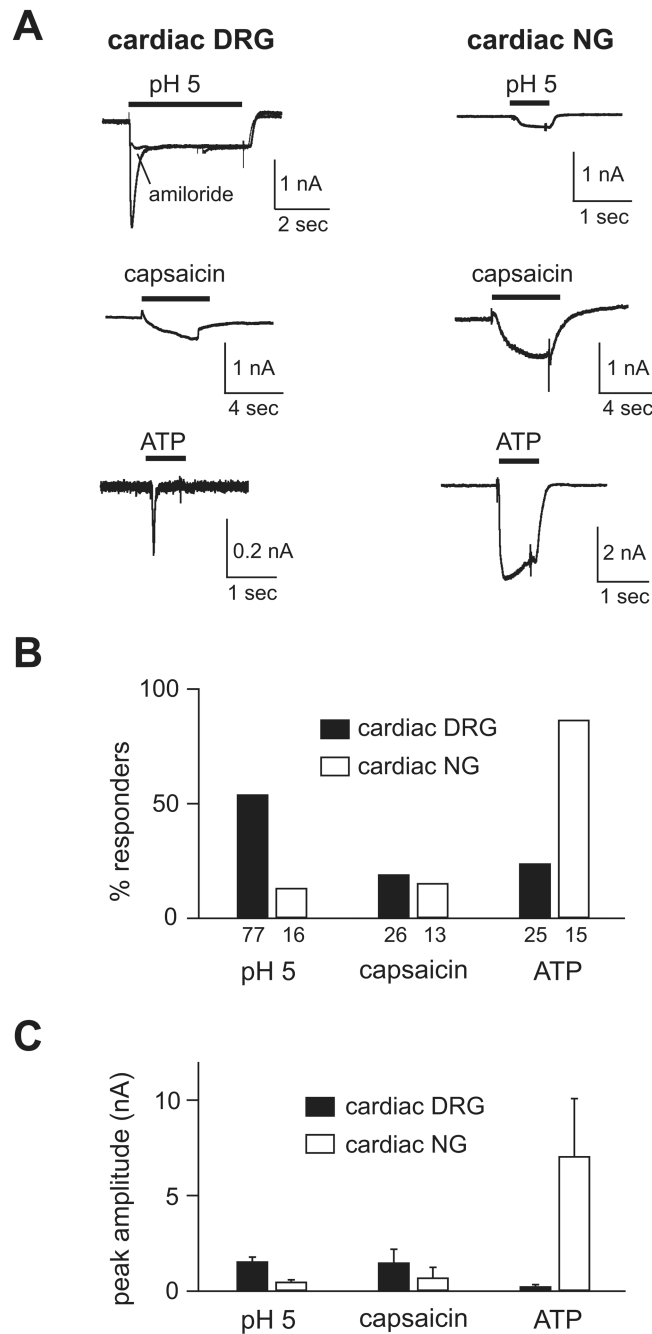 A
cardiac DRG
cardiac NG
pH 5
pH 5
amiloride
1 nA
2 sec
1 nA
1 sec
capsaicin
capsaicin
1 nA
4 sec
1 nA
4 sec
ATP
ATP
0.2 nA
1 sec
2 nA
1 sec
B
% responders
100
50
0
cardiac DRG
cardiac NG
77 16 26 13 25 15
pH 5 capsaicin ATP
C
peak amplitude (nA)
10
5
0
cardiac DRG
cardiac NG
pH 5 capsaicin ATP